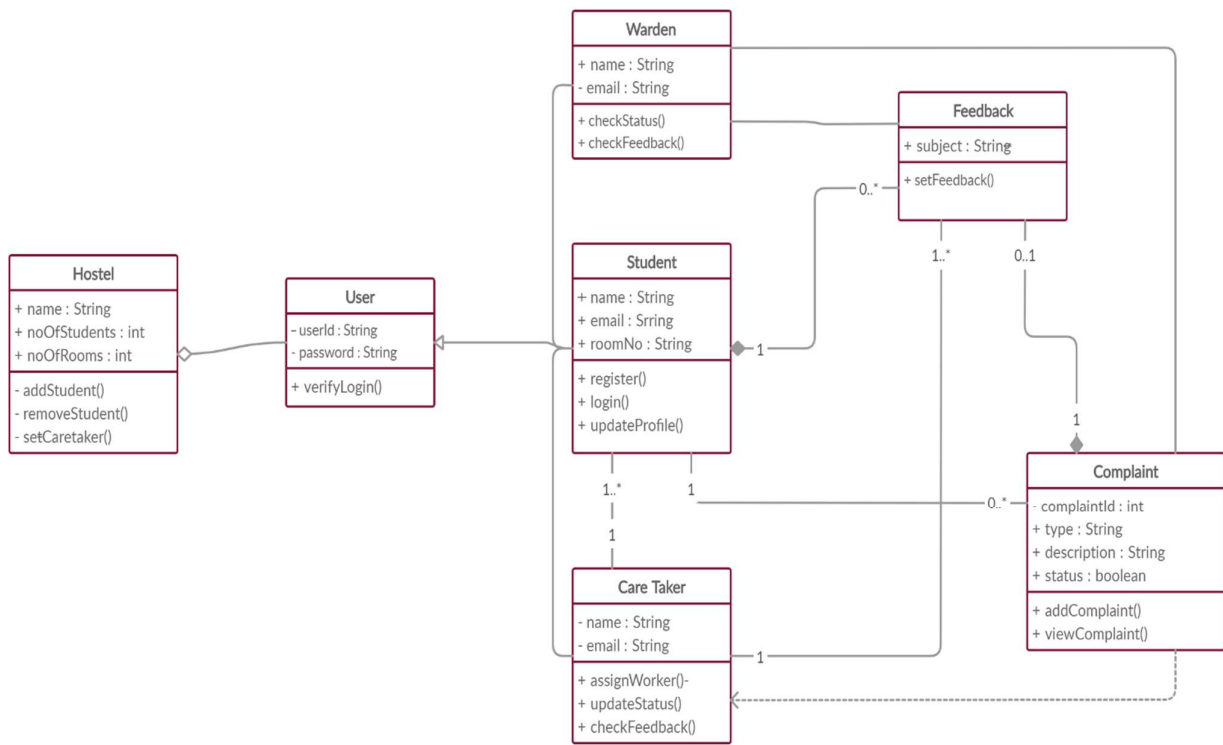 Warden
+ name : String
- email : String
+ checkStatus()
+ checkFeedback()
Feedback
+ subject : String
+ setFeedback()
0..*
1..*
0..1
Hostel
+ name : String
+ noOfStudents : int
+ noOfRooms : int
- addStudent()
- removeStudent()
- setCaretaker()
User
- userId : String
- password : String
+ verifyLogin()
Student
+ name : String
+ email : Srring
+ roomNo : String
+ register()
+ login()
+ updateProfile()
1
1..*
1
1
0..*
1
Complaint
- complaintId : int
+ type : String
+ description : String
+ status : boolean
+ addComplaint()
+ viewComplaint()
Care Taker
- name : String
- email : String
+ assignWorker()-
+ updateStatus()
+ checkFeedback()
1